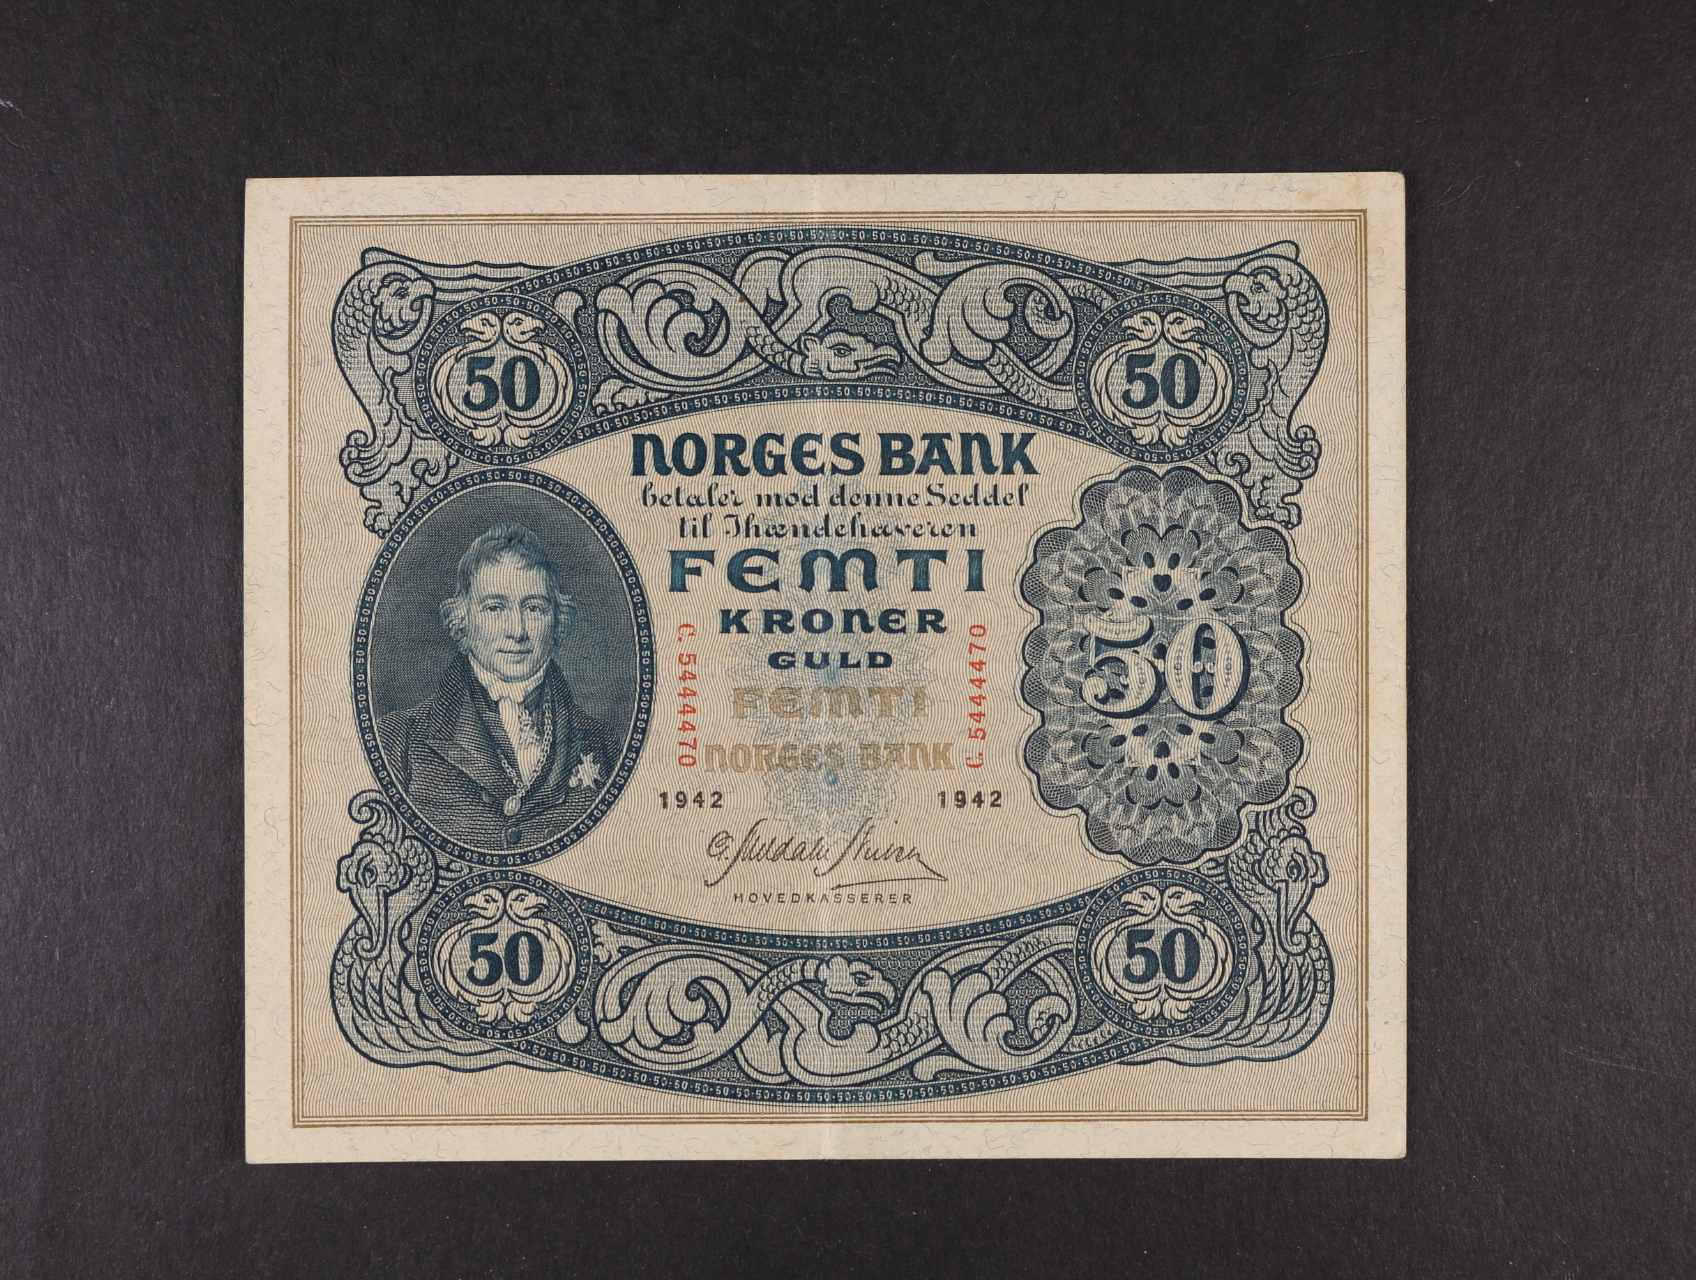 50 50
NORGES BANK
betaler mod denne Seddel
til Ihændehaveren
FEMTI
KRONER
GULD
C. 5444470
C. 5444470
50
FEMTI
NORGES BANK
1942 1942
HOVEDKASSERER
50 50